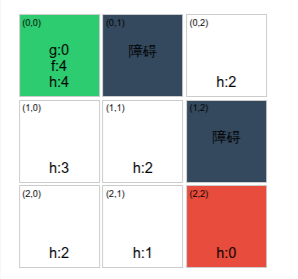 (0,0)
g:0
f:4
h:4
(0,1)
障碍
(0,2)
h:2
(1,0)
h:3
(1,1)
h:2
(1,2)
障碍
(2,0)
h:2
(2,1)
h:1
(2,2)
h:0